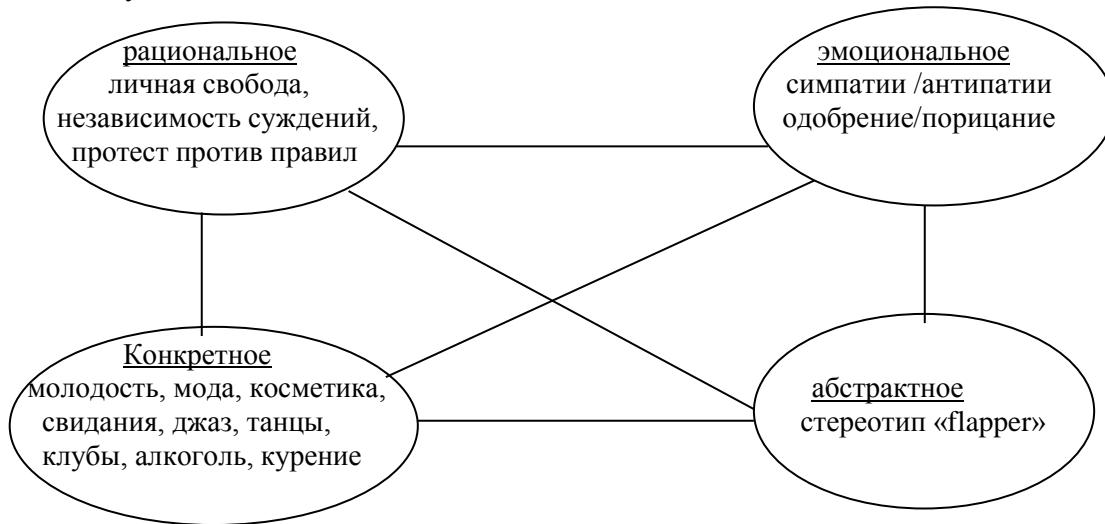 рациональное
личная свобода,
независимость суждений,
протест против правил
эмоциональное
симпатии /антипатии
одобрение/порицание
Конкретное
молодость, мода, косметика,
свидания, джаз, танцы,
клубы, алкоголь, курение
абстрактное
стереотип «flapper»